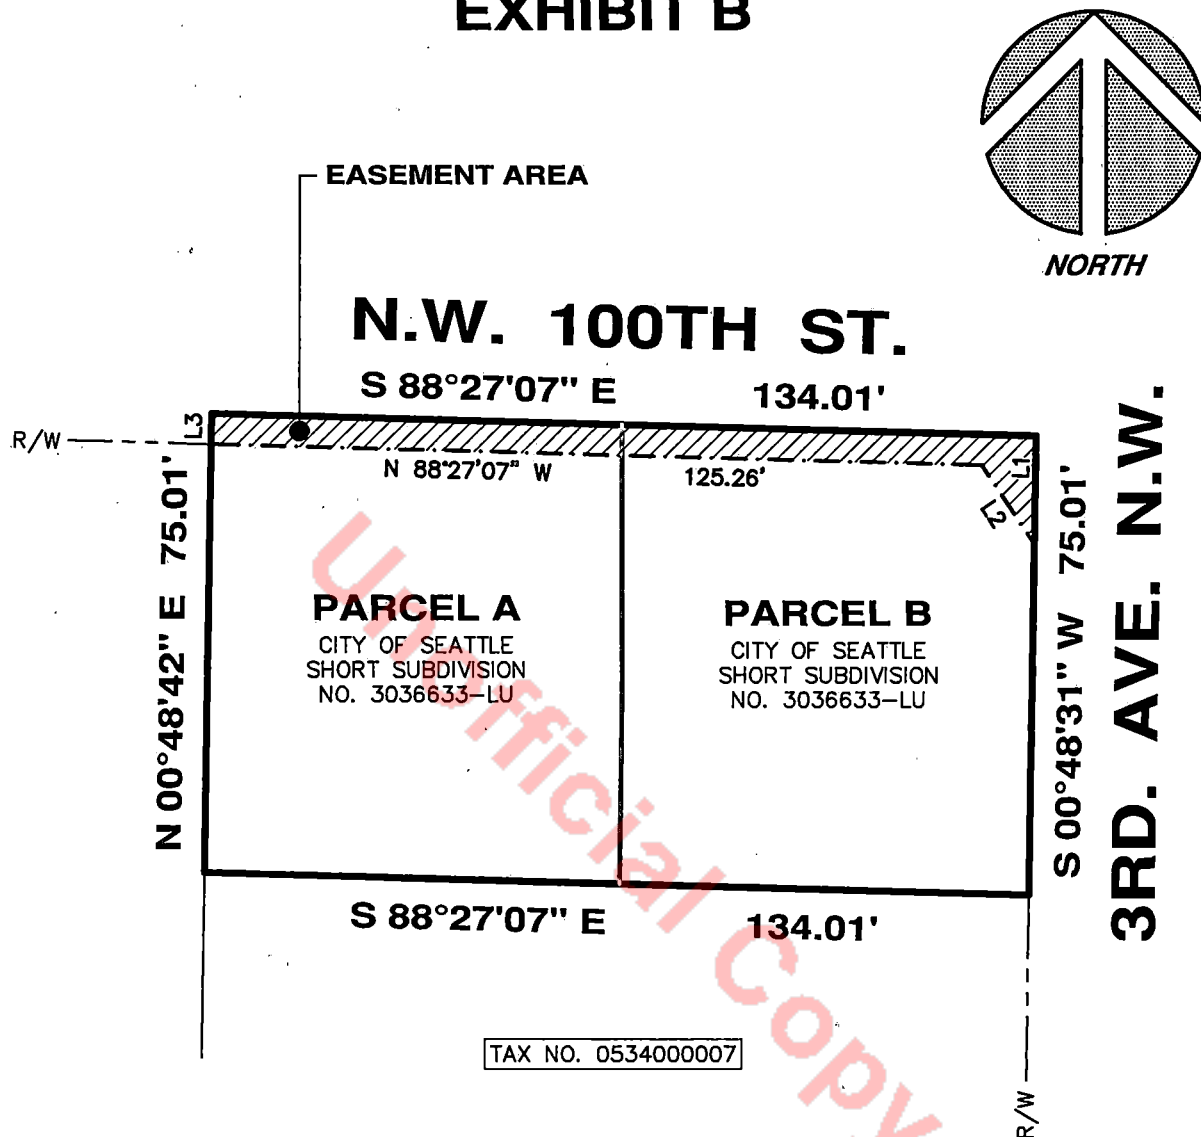 EXHIBIT B
NORTH
EASEMENT AREA
N.W. 100TH ST.
S 88°27'07" E 134.01'
R/W
L3
N 88°27'07" W 125.26'
L1
L2
N 00°48'42" E 75.01'
PARCEL A
CITY OF SEATTLE
SHORT SUBDIVISION
NO. 3036633-LU
PARCEL B
CITY OF SEATTLE
SHORT SUBDIVISION
NO. 3036633-LU
S 00°48'31" W 75.01'
3RD. AVE. N.W.
S 88°27'07" E 134.01'
TAX NO. 0534000007
R/W
Unofficial Copy